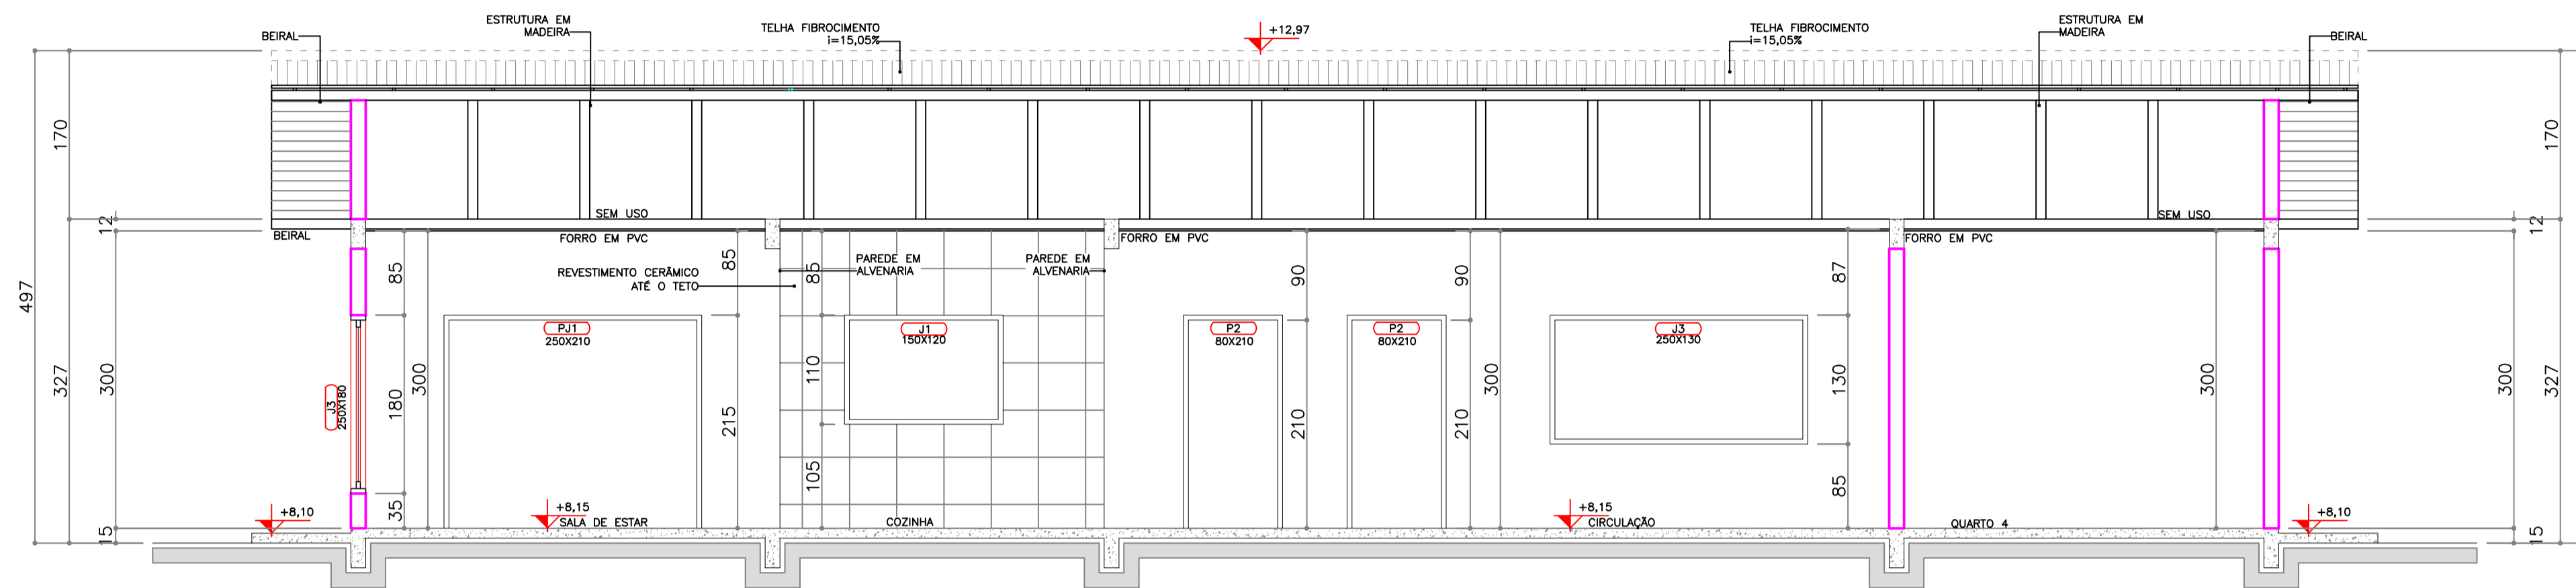 ESTRUTURA EM
MADEIRA
BEIRAL
TELHA FIBROCIMENTO
i=15,05%
+12,97
TELHA FIBROCIMENTO
i=15,05%
ESTRUTURA EM
MADEIRA
BEIRAL
170
170
SEM USO
SEM USO
12
12
BEIRAL
FORRO EM PVC
FORRO EM PVC
FORRO EM PVC
497
327
300
15
85
180
35
300
J3
250X180
REVESTIMENTO CERÂMICO
ATÉ O TETO
PJ1
250X210
85
215
85
110
105
PAREDE EM
ALVENARIA
PAREDE EM
ALVENARIA
J1
150X120
P2
80X210
90
210
P2
80X210
90
210
300
J3
250X130
87
130
85
300
300
327
15
+8,10
+8,15
SALA DE ESTAR
COZINHA
+8,15
CIRCULAÇÃO
QUARTO 4
+8,10